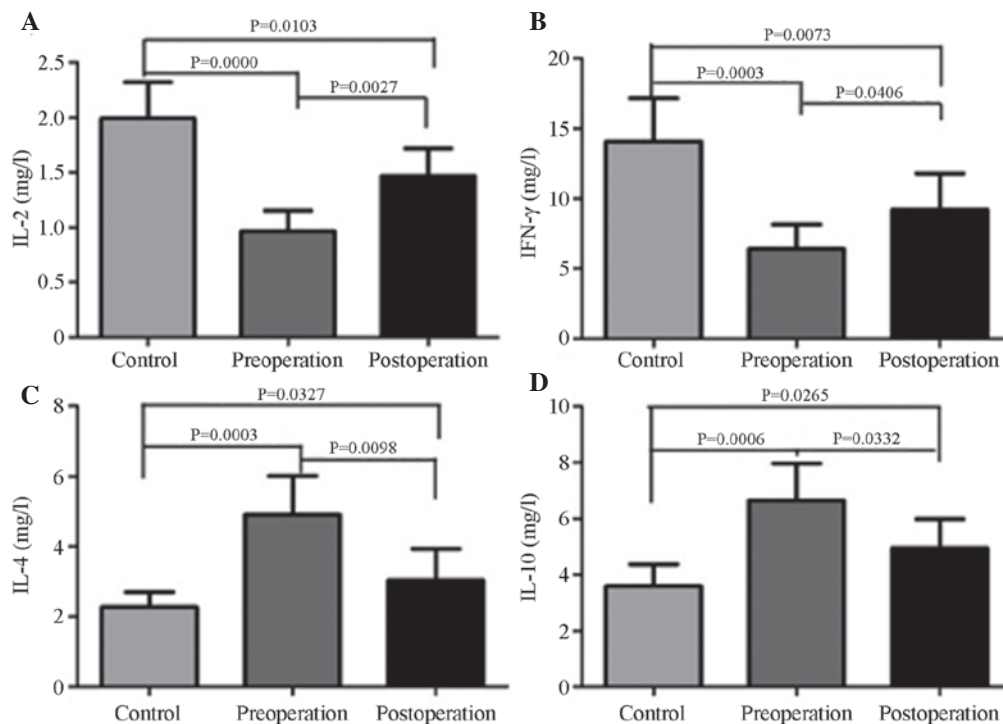 A
P=0.0103
P=0.0000
P=0.0027
2.5
2.0
1.5
1.0
0.5
0
IL-2 (mg/l)
Control Preoperation Postoperation
B
P=0.0073
P=0.0003
P=0.0406
20
15
10
5
0
IFN-γ (mg/l)
Control Preoperation Postoperation
C
P=0.0327
P=0.0003
P=0.0098
8
6
4
2
0
IL-4 (mg/l)
Control Preoperation Postoperation
D
P=0.0265
P=0.0006 P=0.0332
10
8
6
4
2
0
IL-10 (mg/l)
Control Preoperation Postoperation